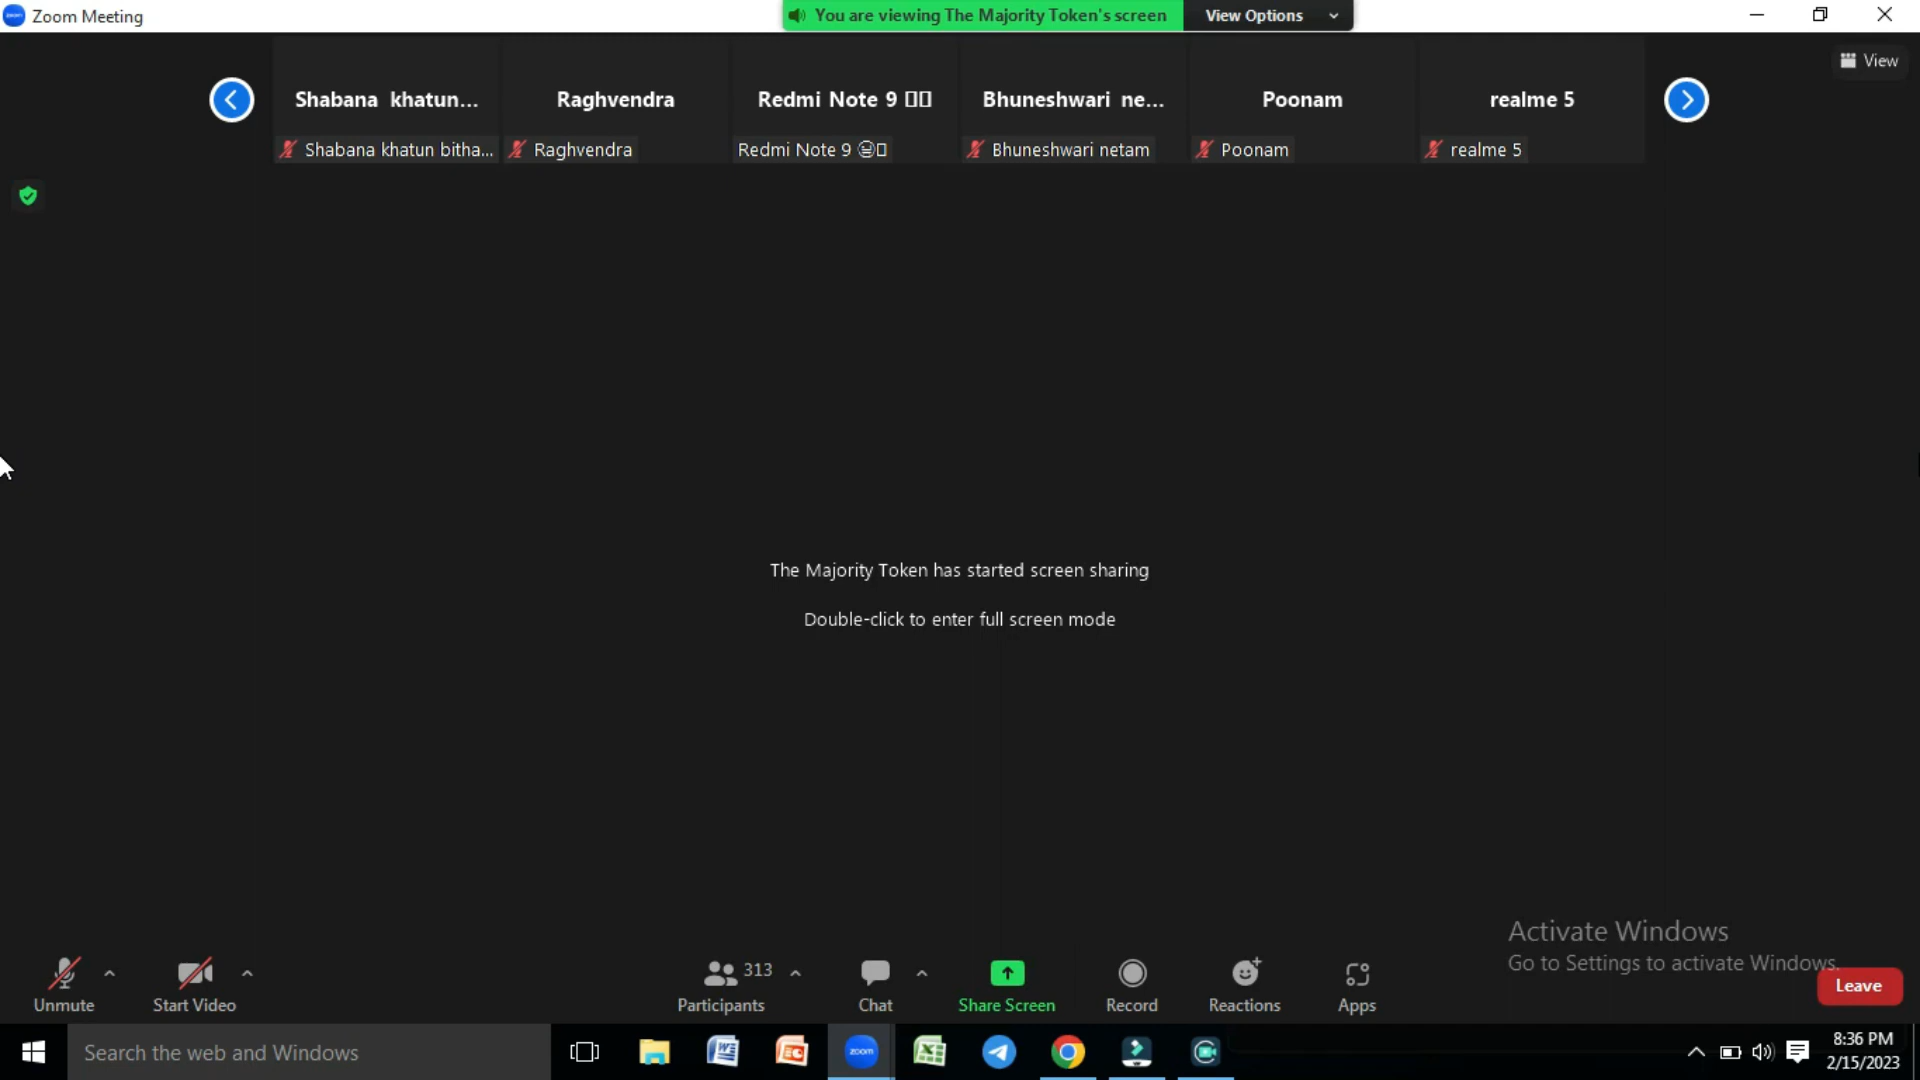 Zoom Meeting
You are viewing The Majority Token's screen
View Options
View
Shabana khatun...
Raghvendra
Redmi Note 9
Bhuneshwari ne...
Poonam
realme 5
Shabana khatun bitha...
Raghvendra
Redmi Note 9
Bhuneshwari netam
Poonam
realme 5
The Majority Token has started screen sharing
Double-click to enter full screen mode
Activate Windows
Go to Settings to activate Windows.
Unmute
Start Video
313
Participants
Chat
Share Screen
Record
Reactions
Apps
Leave
Search the web and Windows
zoom
8:36 PM
2/15/2023